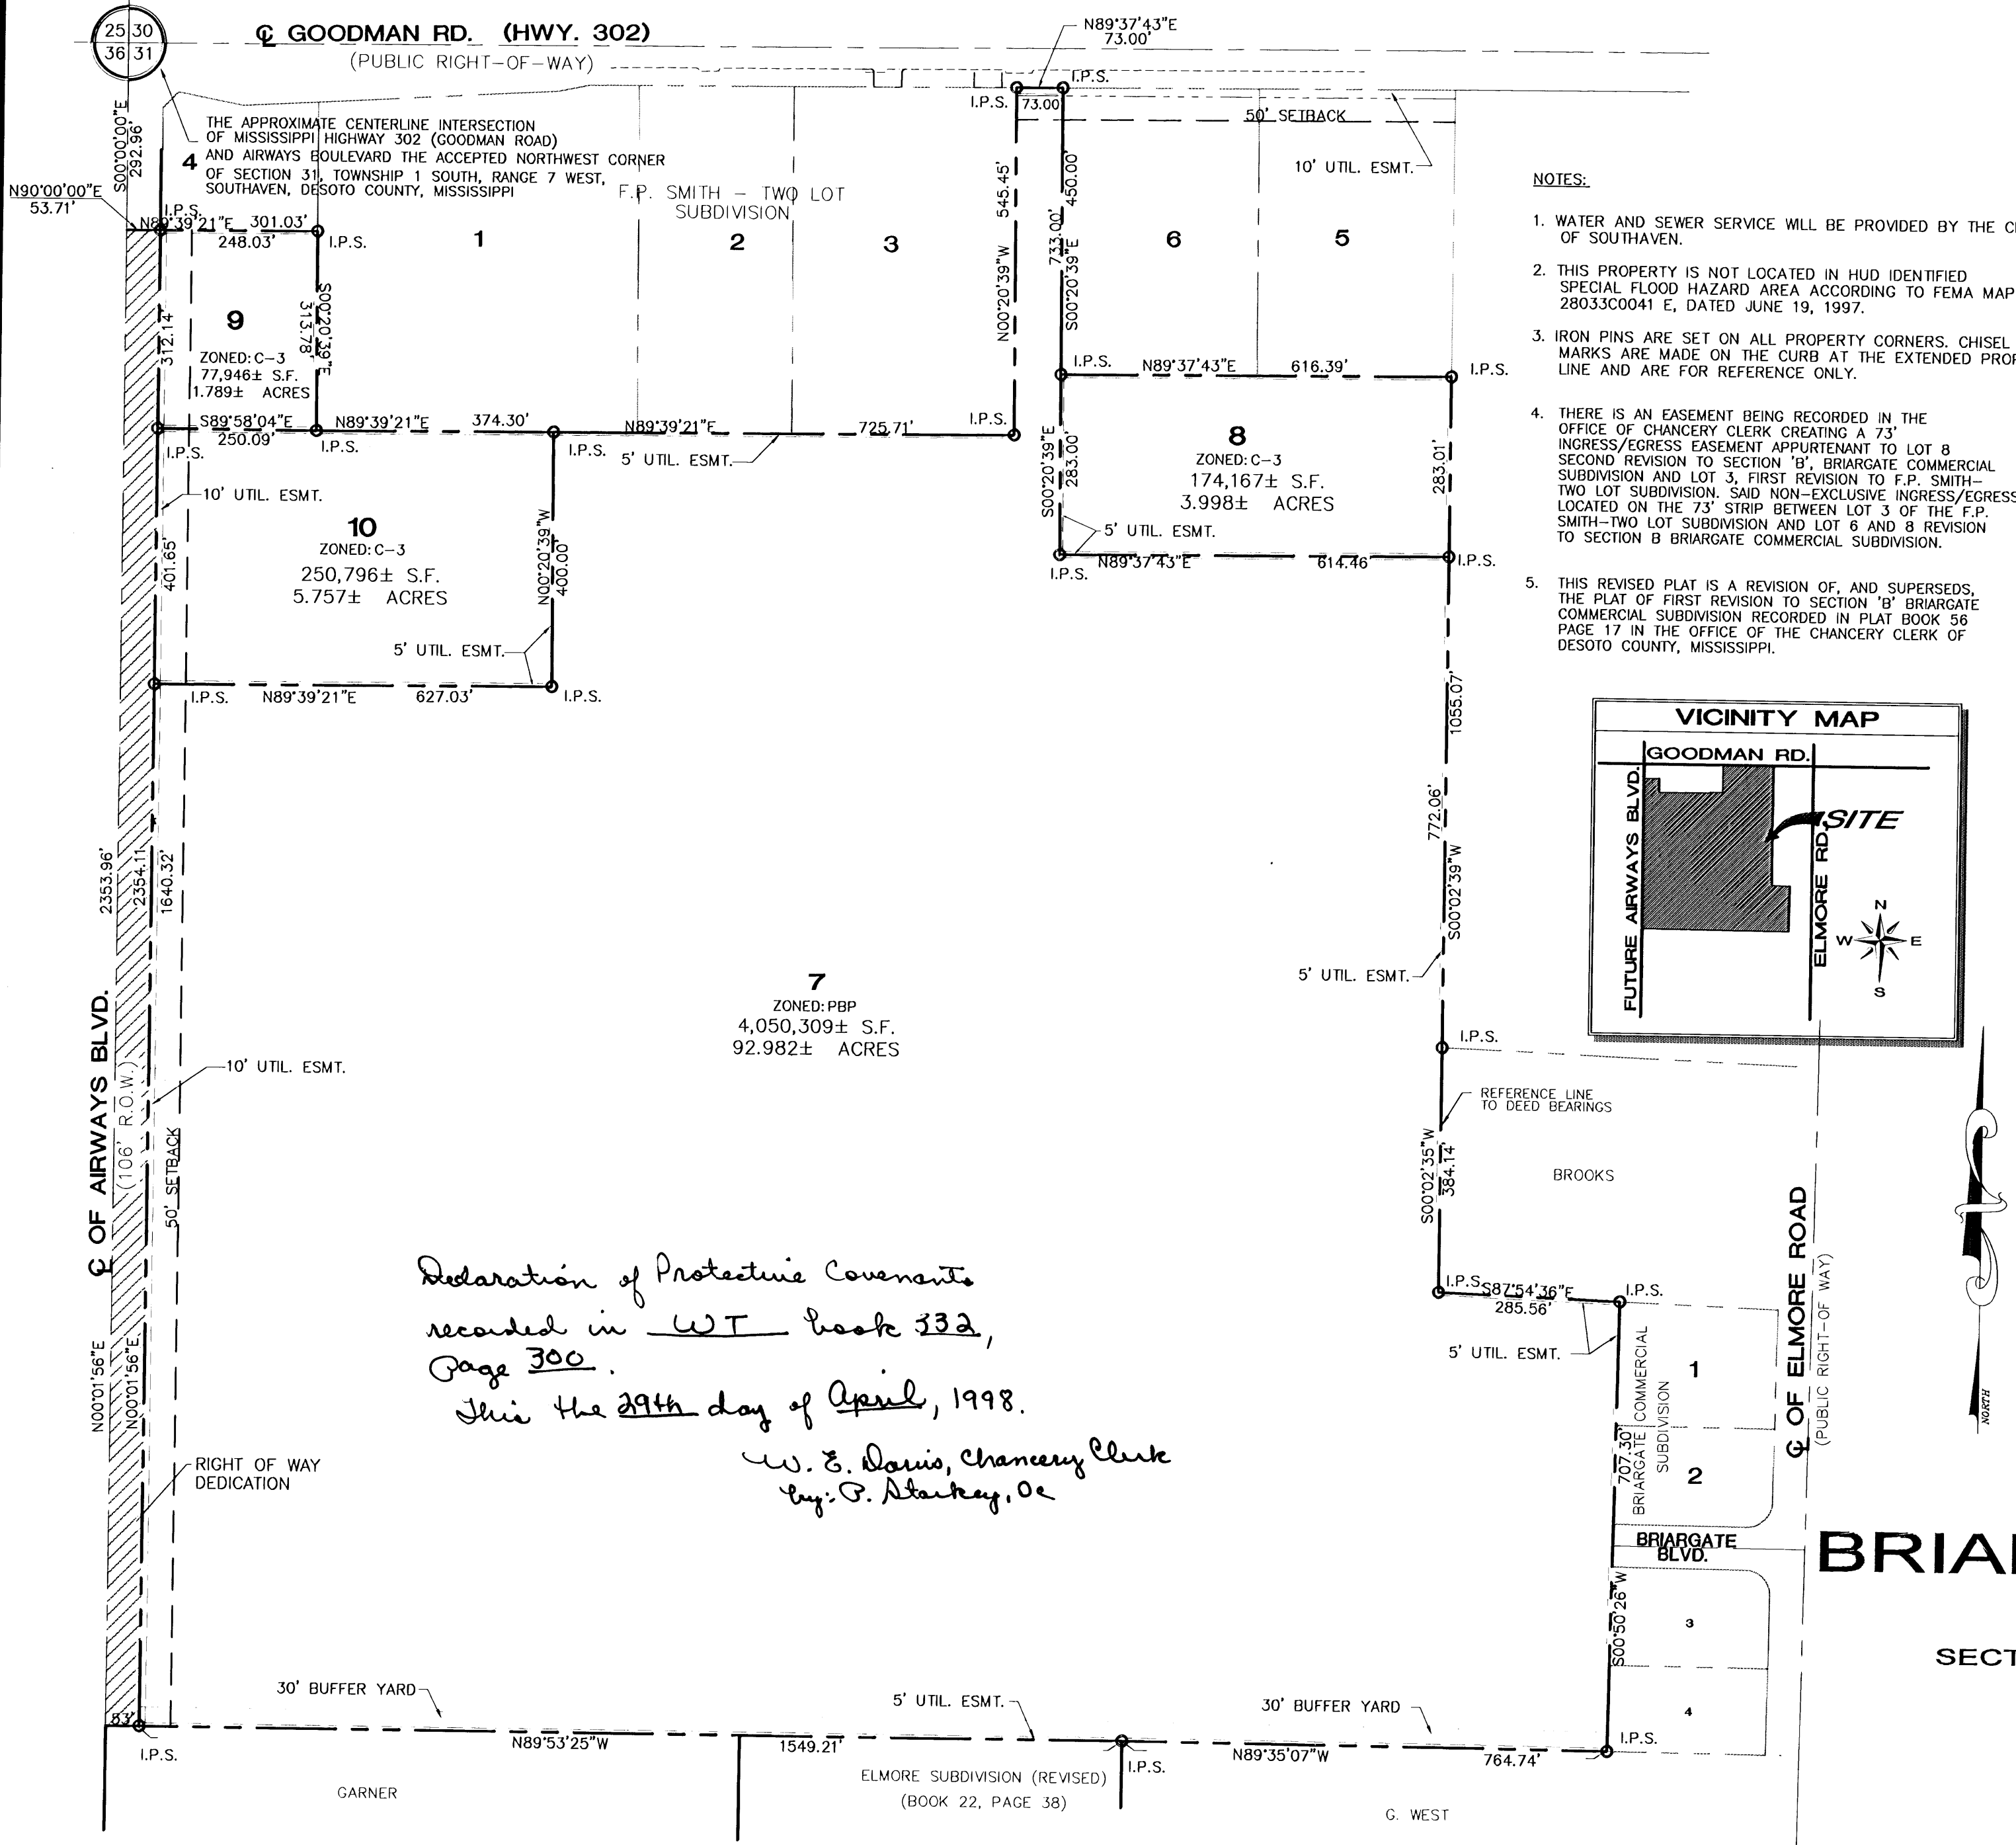 25 30
36 31
℄ GOODMAN RD. (HWY. 302)
(PUBLIC RIGHT-OF-WAY)
N89°37'43"E
73.00'
I.P.S.
I.P.S.
73.00'
50' SETBACK
10' UTIL. ESMT.
S00°00'00"E
292.96'
THE APPROXIMATE CENTERLINE INTERSECTION
OF MISSISSIPPI HIGHWAY 302 (GOODMAN ROAD)
AND AIRWAYS BOULEVARD THE ACCEPTED NORTHWEST CORNER
OF SECTION 31, TOWNSHIP 1 SOUTH, RANGE 7 WEST,
SOUTHAVEN, DESOTO COUNTY, MISSISSIPPI
4
F.P. SMITH - TWO LOT
SUBDIVISION
N90°00'00"E
53.71'
I.P.S.
N89°39'21"E 301.03'
248.03'
I.P.S.
1
2
3
6
5
545.45'
N00°20'39"W
450.00'
733.00'
S00°20'39"E
312.14'
S00°20'39"E
313.78'
9
ZONED: C-3
77,946± S.F.
1.789± ACRES
S89°58'04"E
250.09'
I.P.S.
I.P.S.
N89°39'21"E 374.30'
I.P.S.
N89°39'21"E 725.71'
I.P.S.
5' UTIL. ESMT.
I.P.S.
N89°37'43"E 616.39'
I.P.S.
8
ZONED: C-3
174,167± S.F.
3.998± ACRES
S00°20'39"E
283.00'
283.01'
5' UTIL. ESMT.
I.P.S.
N89°37'43"E 614.46'
I.P.S.
10' UTIL. ESMT.
10
ZONED: C-3
250,796± S.F.
5.757± ACRES
401.65'
N00°20'39"W
400.00'
5' UTIL. ESMT.
I.P.S.
N89°39'21"E 627.03'
I.P.S.
1055.07'
772.06'
S00°02'39"W
5' UTIL. ESMT.
I.P.S.
NOTES:
1. WATER AND SEWER SERVICE WILL BE PROVIDED BY THE
OF SOUTHAVEN.
2. THIS PROPERTY IS NOT LOCATED IN HUD IDENTIFIED
SPECIAL FLOOD HAZARD AREA ACCORDING TO FEMA MAP
28033C0041 E, DATED JUNE 19, 1997.
3. IRON PINS ARE SET ON ALL PROPERTY CORNERS. CHISEL
MARKS ARE MADE ON THE CURB AT THE EXTENDED
LINE AND ARE FOR REFERENCE ONLY.
4. THERE IS AN EASEMENT BEING RECORDED IN THE
OFFICE OF CHANCERY CLERK CREATING A 73'
INGRESS/EGRESS EASEMENT APPURTENANT TO LOT 8
SECOND REVISION TO SECTION 'B', BRIARGATE COMMERCIAL
SUBDIVISION AND LOT 3, FIRST REVISION TO F.P. SMITH-
TWO LOT SUBDIVISION. SAID NON-EXCLUSIVE INGRESS/EGRESS
LOCATED ON THE 73' STRIP BETWEEN LOT 3 OF THE F.P.
SMITH-TWO LOT SUBDIVISION AND LOT 6 AND 8 REVISION
TO SECTION B BRIARGATE COMMERCIAL SUBDIVISION.
5. THIS REVISED PLAT IS A REVISION OF, AND SUPERSEDS,
THE PLAT OF FIRST REVISION TO SECTION 'B' BRIARGATE
COMMERCIAL SUBDIVISION RECORDED IN PLAT BOOK 56
PAGE 17 IN THE OFFICE OF THE CHANCERY CLERK OF
DESOTO COUNTY, MISSISSIPPI.
VICINITY MAP
GOODMAN RD.
FUTURE AIRWAYS BLVD.
SITE
ELMORE RD.
N
W E
S
2353.96'
2354.11
1640.32'
7
ZONED: PBP
4,050,309± S.F.
92.982± ACRES
10' UTIL. ESMT.
℄ OF AIRWAYS BLVD.
(106' R.O.W.)
50' SETBACK
REFERENCE LINE
TO DEED BEARINGS
S00°02'35"W
384.14'
BROOKS
I.P.S.
S87°54'36"E
285.56'
I.P.S.
5' UTIL. ESMT.
℄ OF ELMORE ROAD
(PUBLIC RIGHT-OF WAY)
NORTH
Declaration of Protective Covenants
recorded in WT book 332,
Page 300.
This the 29th day of April, 1998.
W. E. Davis, Chancery Clerk
by: P. Starkey, Dc
N00°01'56"E
N00°01'56"E
RIGHT OF WAY
DEDICATION
707.30'
BRIARGATE COMMERCIAL
SUBDIVISION
1
2
BRIARGATE
BLVD.
S00°50'26"W
3
4
BRIA
SECT
30' BUFFER YARD
5' UTIL. ESMT.
30' BUFFER YARD
53'
I.P.S.
N89°53'25"W
1549.21'
I.P.S.
N89°35'07"W
764.74'
I.P.S.
GARNER
ELMORE SUBDIVISION (REVISED)
(BOOK 22, PAGE 38)
G. WEST